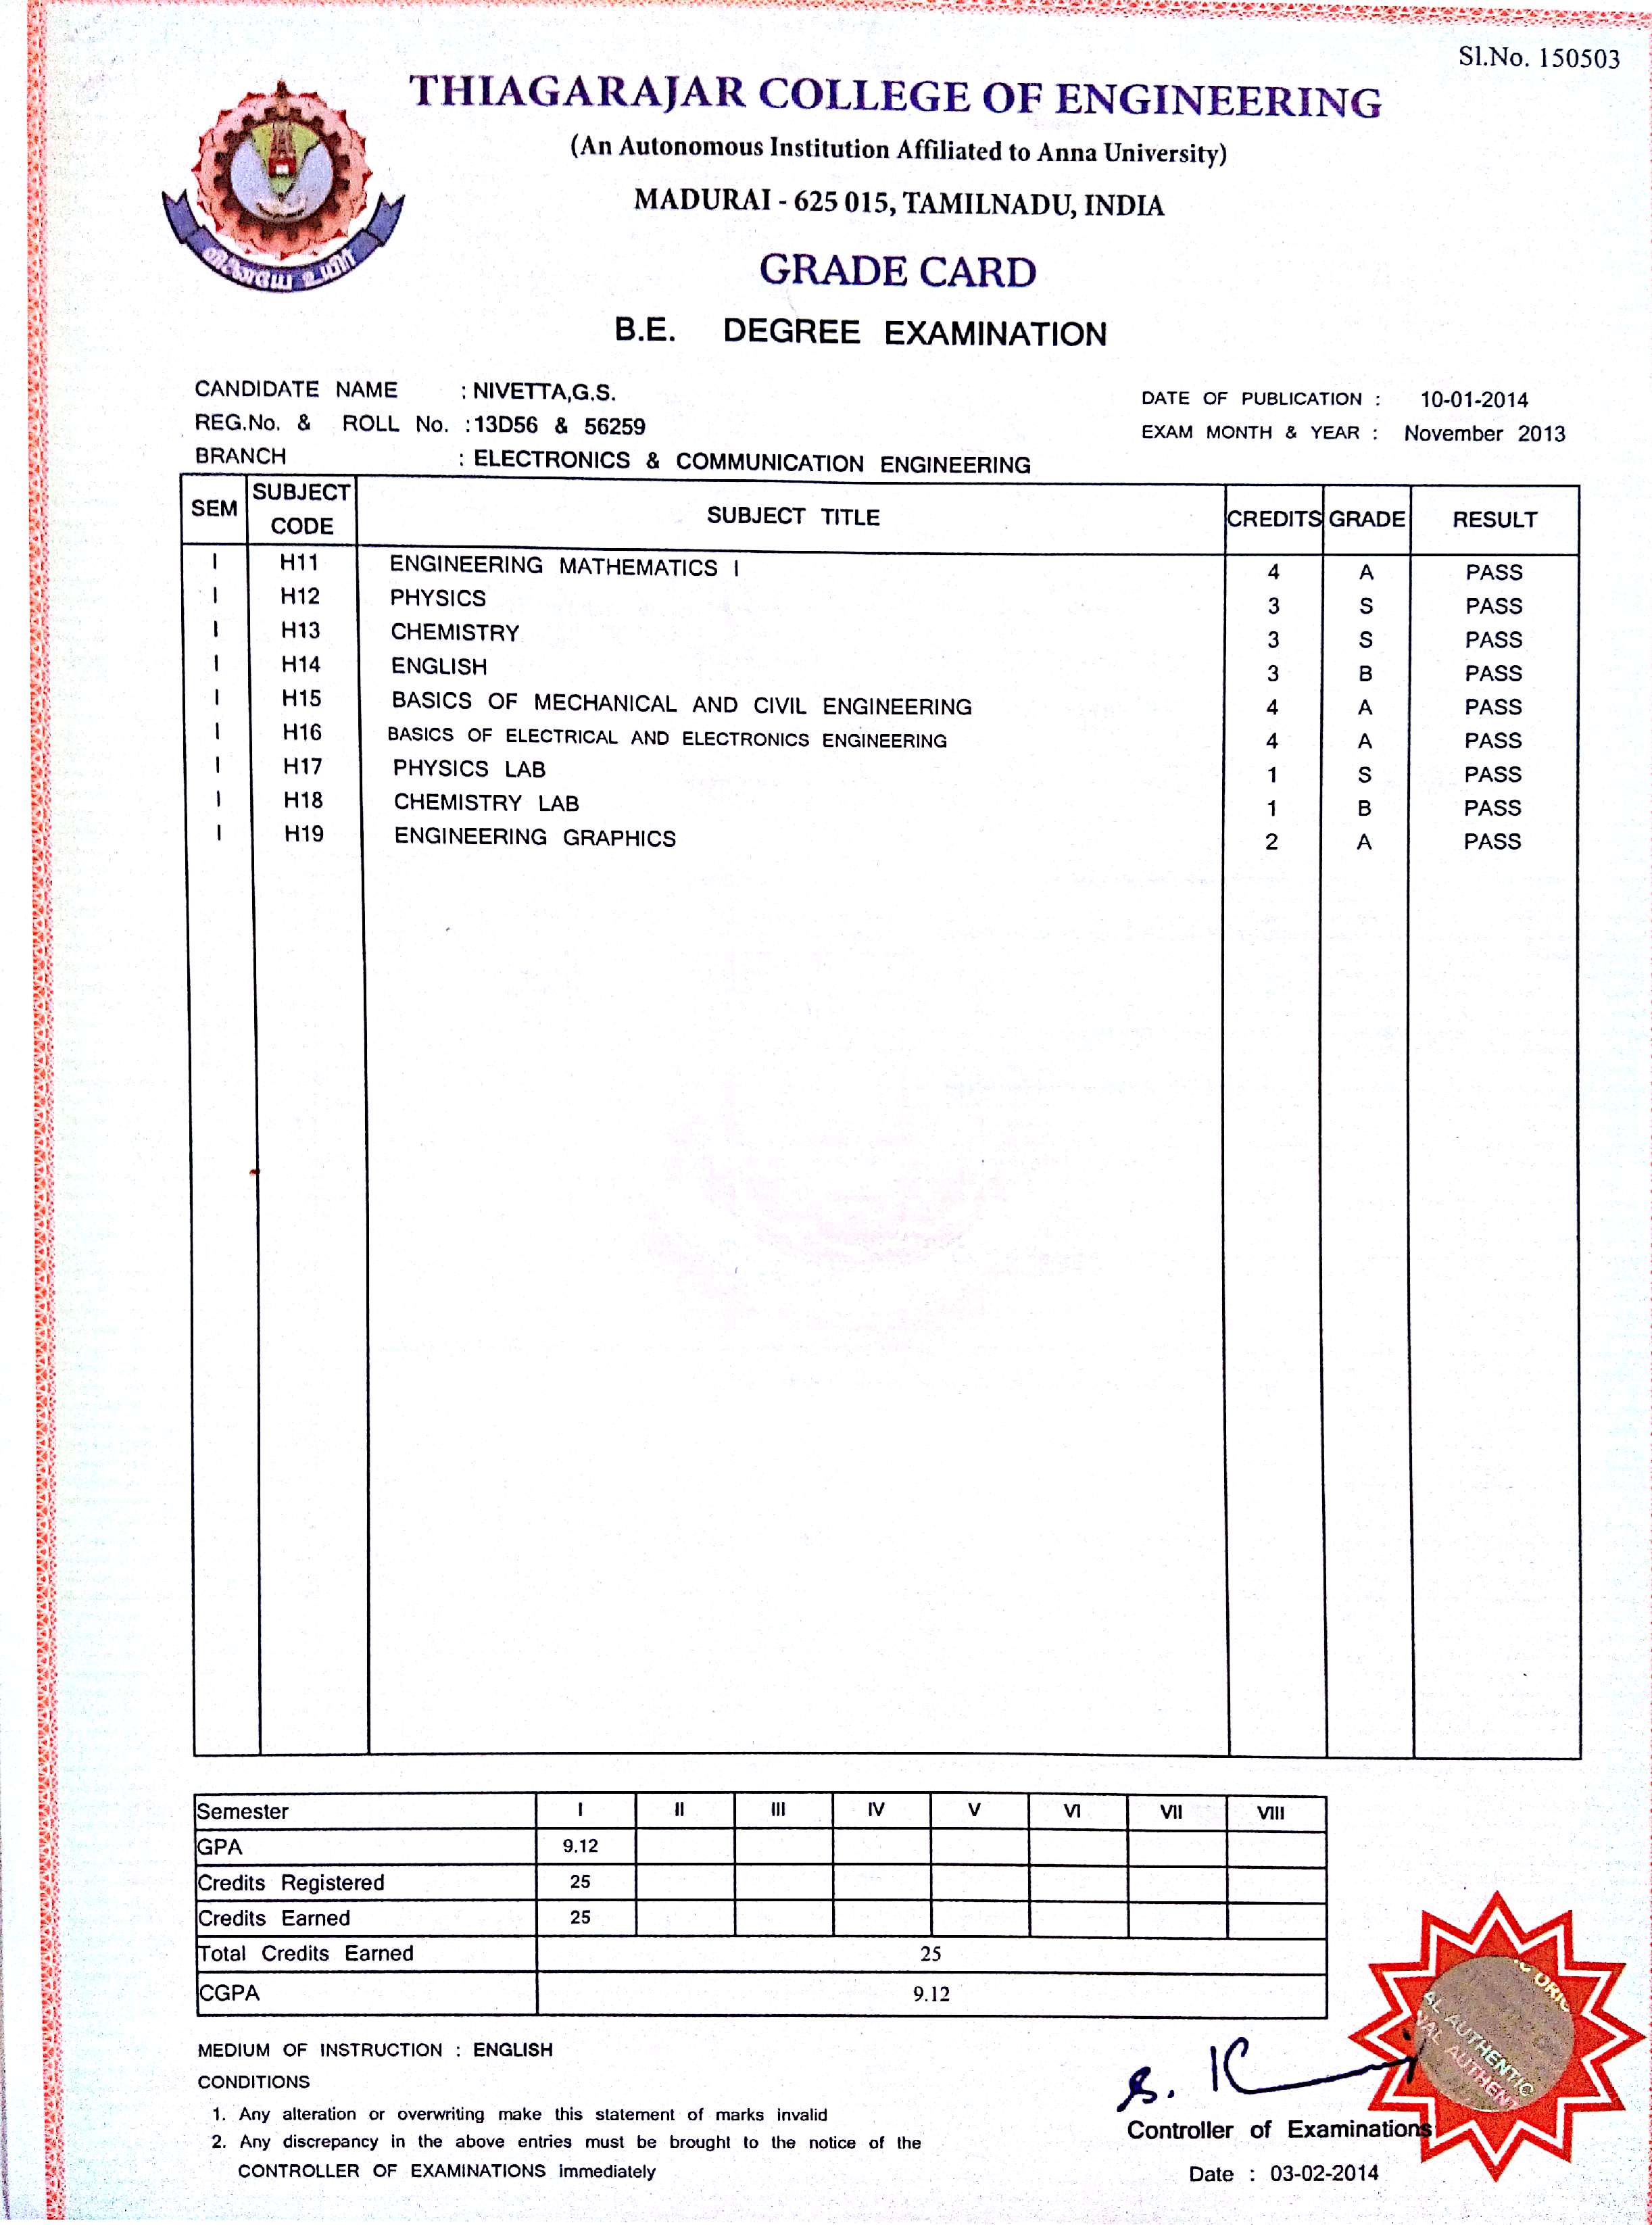 Sl.No. 150503
THIAGARAJAR COLLEGE OF ENGINEERING
(An Autonomous Institution Affiliated to Anna University)
MADURAI - 625 015, TAMILNADU, INDIA
GRADE CARD
B.E. DEGREE EXAMINATION
CANDIDATE NAME : NIVETTA,G.S.
DATE OF PUBLICATION : 10-01-2014
REG.No. & ROLL No. : 13D56 & 56259
EXAM MONTH & YEAR : November 2013
BRANCH : ELECTRONICS & COMMUNICATION ENGINEERING
SEM SUBJECT CODE SUBJECT TITLE CREDITS GRADE RESULT
I H11 ENGINEERING MATHEMATICS I 4 A PASS
I H12 PHYSICS 3 S PASS
I H13 CHEMISTRY 3 S PASS
I H14 ENGLISH 3 B PASS
I H15 BASICS OF MECHANICAL AND CIVIL ENGINEERING 4 A PASS
I H16 BASICS OF ELECTRICAL AND ELECTRONICS ENGINEERING 4 A PASS
I H17 PHYSICS LAB 1 S PASS
I H18 CHEMISTRY LAB 1 B PASS
I H19 ENGINEERING GRAPHICS 2 A PASS
Semester I II III IV V VI VII VIII
GPA 9.12
Credits Registered 25
Credits Earned 25
Total Credits Earned 25
CGPA 9.12
MEDIUM OF INSTRUCTION : ENGLISH
CONDITIONS
1. Any alteration or overwriting make this statement of marks invalid
2. Any discrepancy in the above entries must be brought to the notice of the
CONTROLLER OF EXAMINATIONS immediately
Controller of Examinations
Date : 03-02-2014
AUTHENTIC